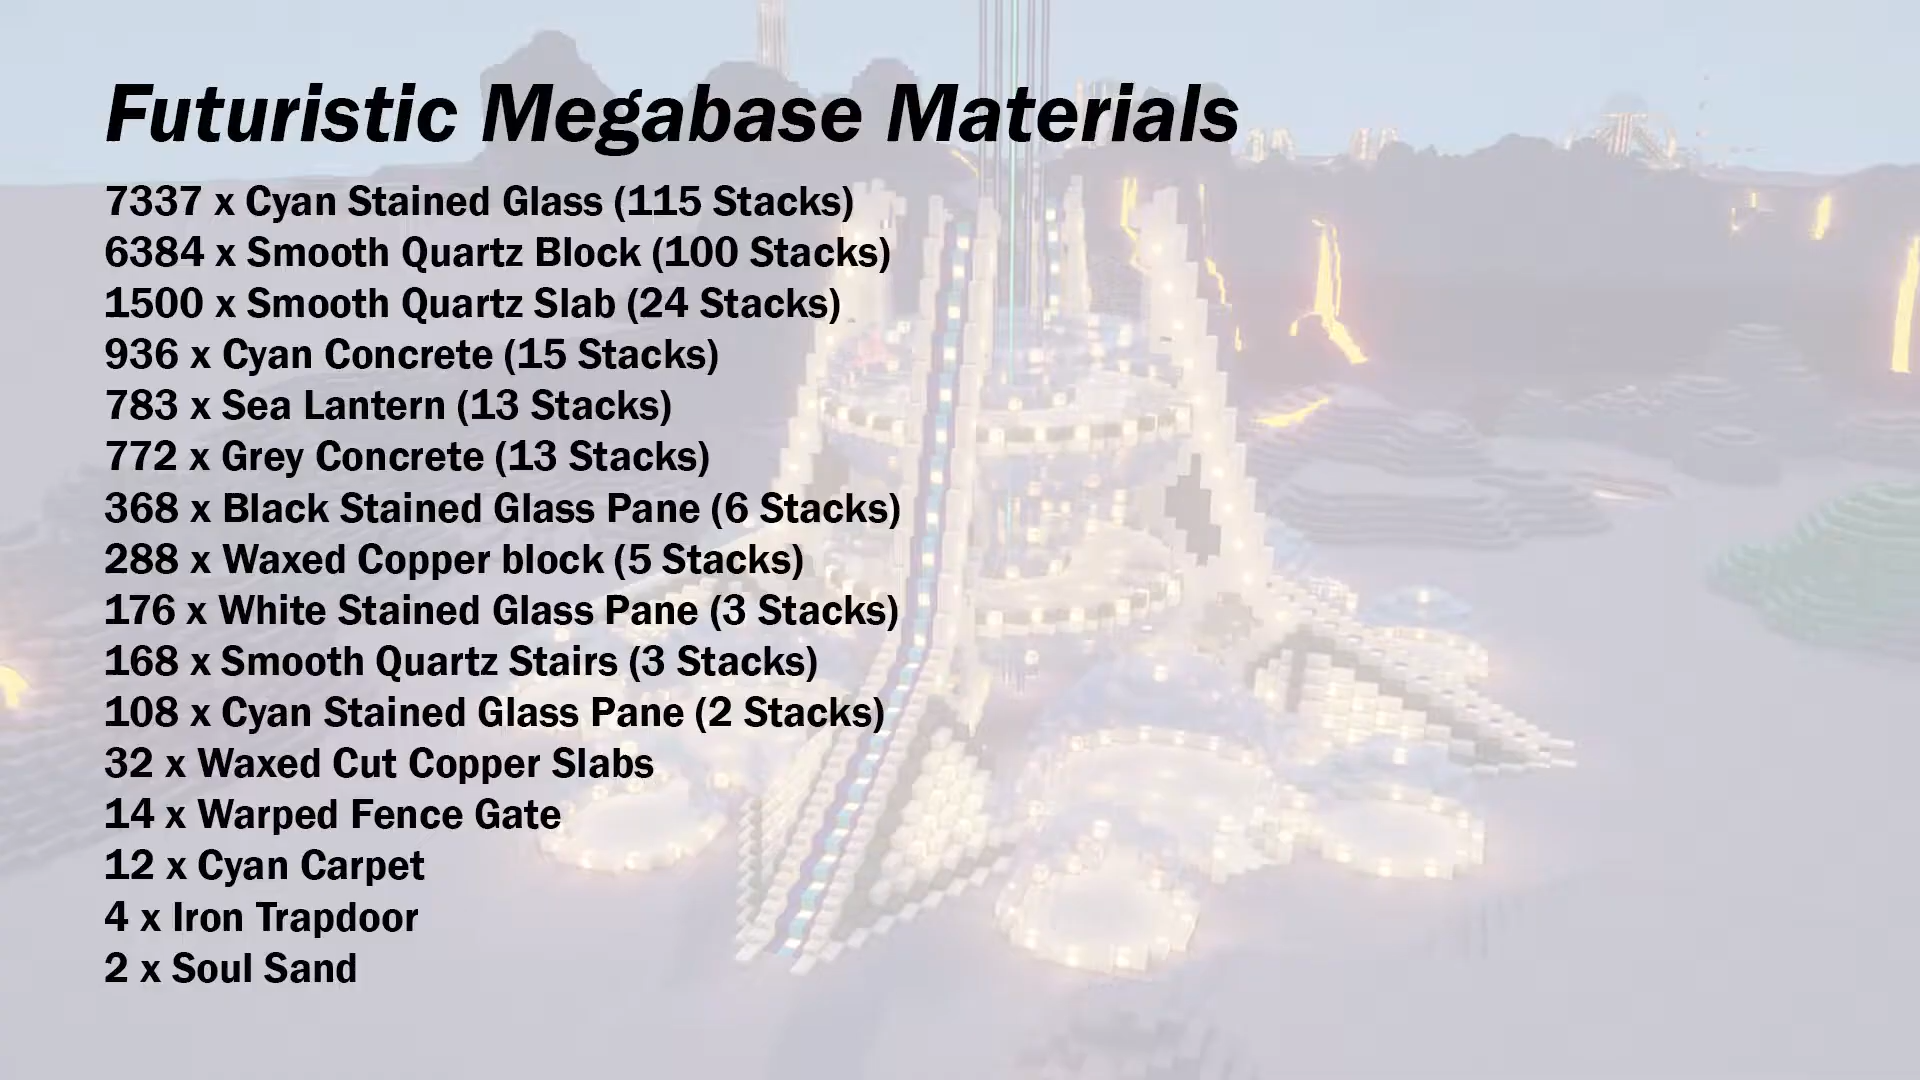 Futuristic Megabase Materials
7337 x Cyan Stained Glass (115 Stacks)
6384 x Smooth Quartz Block (100 Stacks)
1500 x Smooth Quartz Slab (24 Stacks)
936 x Cyan Concrete (15 Stacks)
783 x Sea Lantern (13 Stacks)
772 x Grey Concrete (13 Stacks)
368 x Black Stained Glass Pane (6 Stacks)
288 x Waxed Copper block (5 Stacks)
176 x White Stained Glass Pane (3 Stacks)
168 x Smooth Quartz Stairs (3 Stacks)
108 x Cyan Stained Glass Pane (2 Stacks)
32 x Waxed Cut Copper Slabs
14 x Warped Fence Gate
12 x Cyan Carpet
4 x Iron Trapdoor
2 x Soul Sand